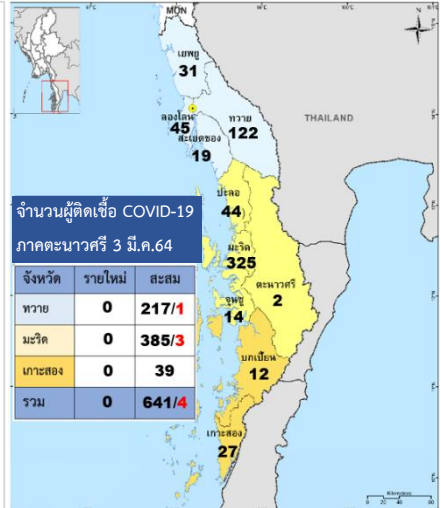 MON
เยพยู
31
ลองโลน
45
ทวาย
122
สะเยดชอง
19
THAILAND
ปะลอ
44
มะริด
325
ตะนาวศรี
2
จุนซู
14
บกเปี้ยน
12
เกาะสอง
27
จำนวนผู้ติดเชื้อ COVID-19
ภาคตะนาวศรี 3 มี.ค.64
จังหวัด รายใหม่ สะสม
ทวาย 0 217/1
มะริด 0 385/3
เกาะสอง 0 39
รวม 0 641/4
N
Kilometers